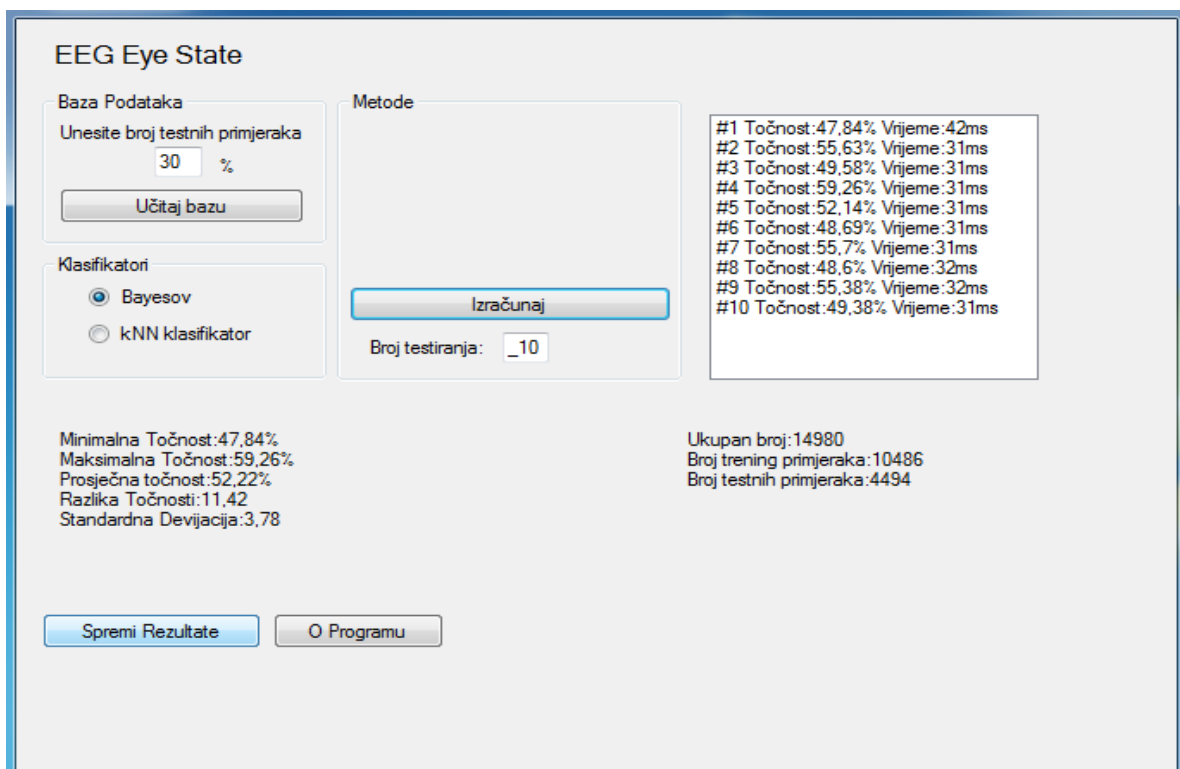 EEG Eye State
Baza Podataka
Unesite broj testnih primjeraka
30 %
Učitaj bazu
Klasifikatori
Bayesov
kNN klasifikator
Metode
Izračunaj
Broj testiranja: _10
#1 Točnost:47,84% Vrijeme:42ms
#2 Točnost:55,63% Vrijeme:31ms
#3 Točnost:49,58% Vrijeme:31ms
#4 Točnost:59,26% Vrijeme:31ms
#5 Točnost:52,14% Vrijeme:31ms
#6 Točnost:48,69% Vrijeme:31ms
#7 Točnost:55,7% Vrijeme:31ms
#8 Točnost:48,6% Vrijeme:32ms
#9 Točnost:55,38% Vrijeme:32ms
#10 Točnost:49,38% Vrijeme:31ms
Minimalna Točnost:47,84%
Maksimalna Točnost:59,26%
Prosječna točnost:52,22%
Razlika Točnosti:11,42
Standardna Devijacija:3,78
Ukupan broj:14980
Broj trening primjeraka:10486
Broj testnih primjeraka:4494
Spremi Rezultate
O Programu